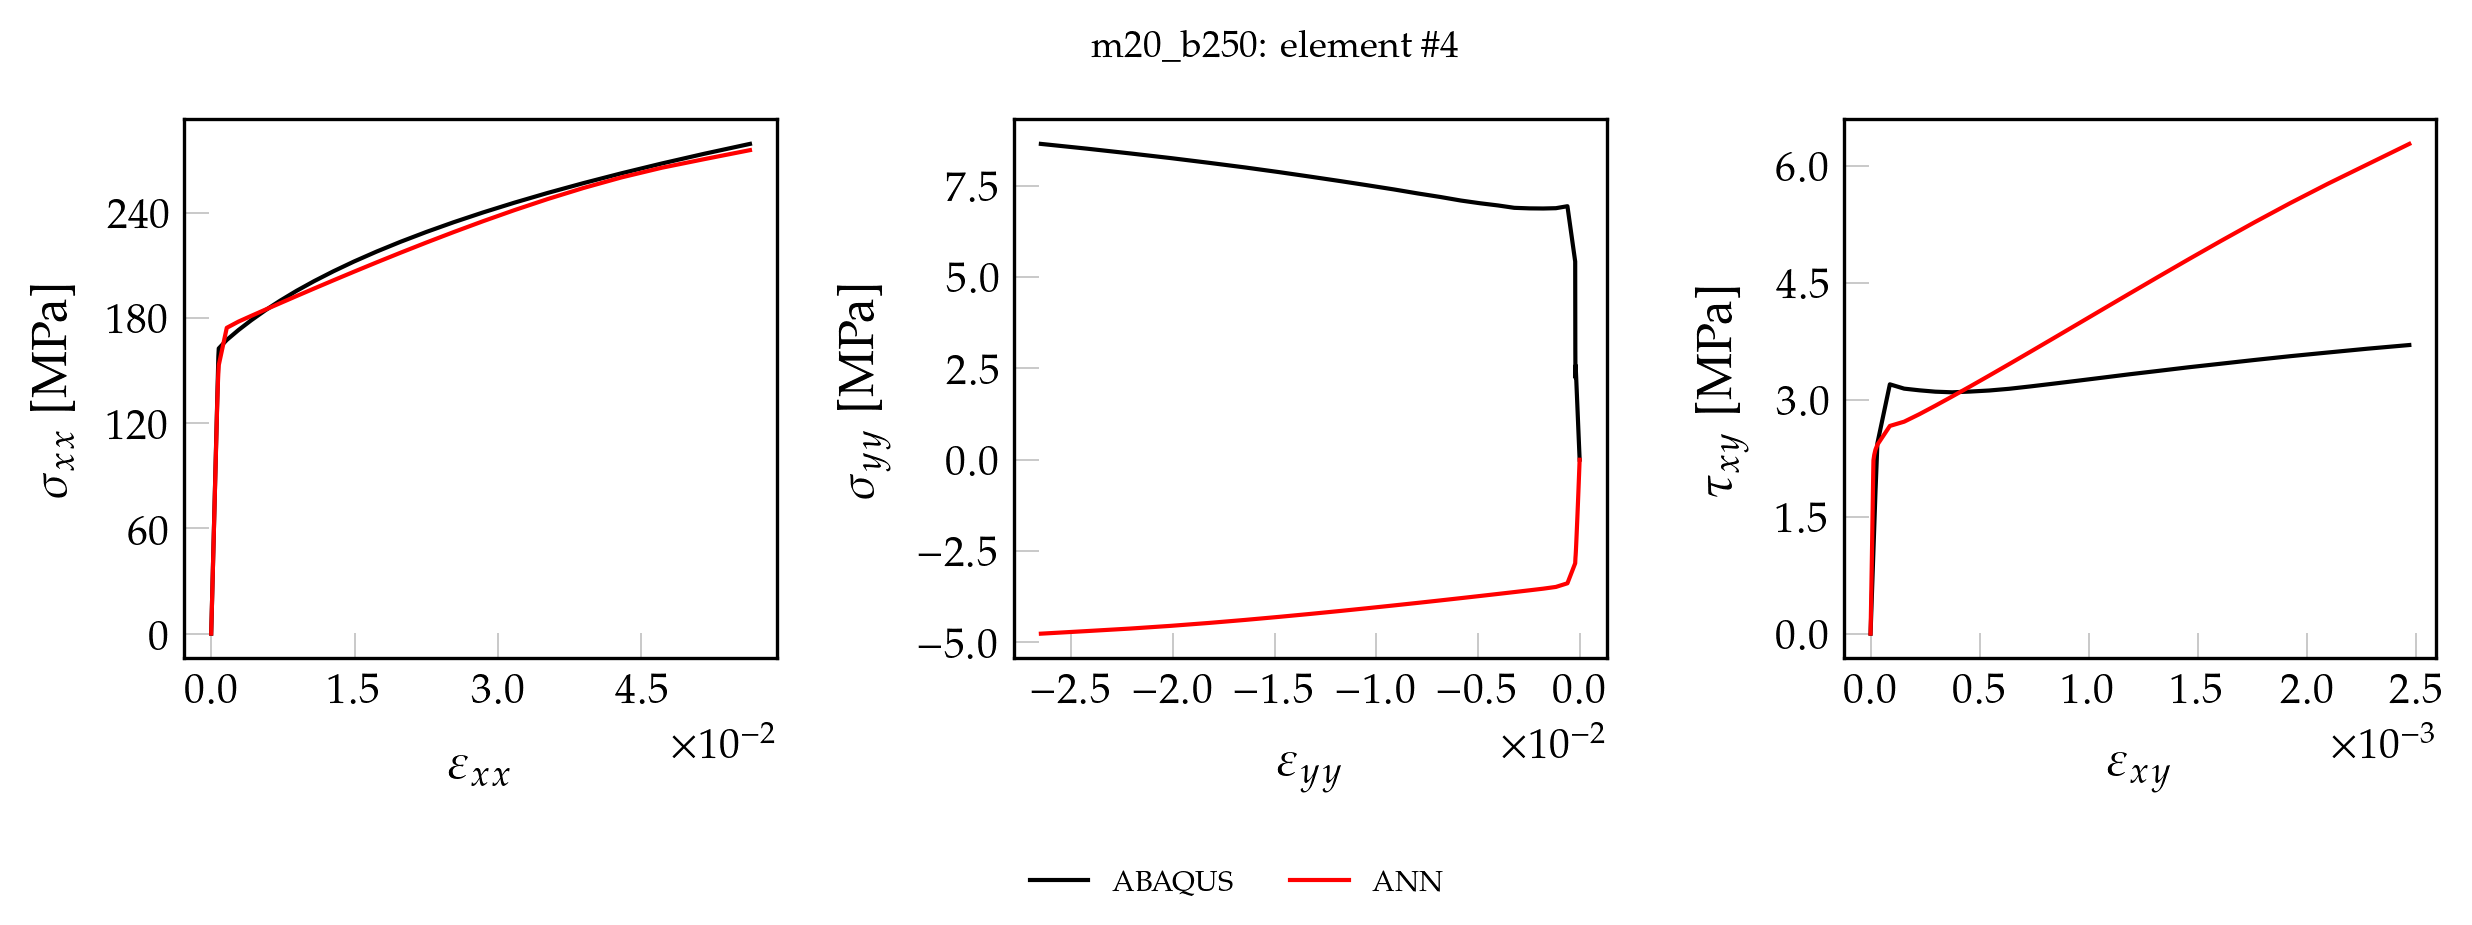 m20_b250: element #4
σxx [MPa]
240
180
120
60
0
0.0 1.5 3.0 4.5
×10−2
εxx
σyy [MPa]
7.5
5.0
2.5
0.0
−2.5
−5.0
−2.5 −2.0 −1.5 −1.0 −0.5 0.0
×10−2
εyy
τxy [MPa]
6.0
4.5
3.0
1.5
0.0
0.0 0.5 1.0 1.5 2.0 2.5
×10−3
εxy
ABAQUS ANN